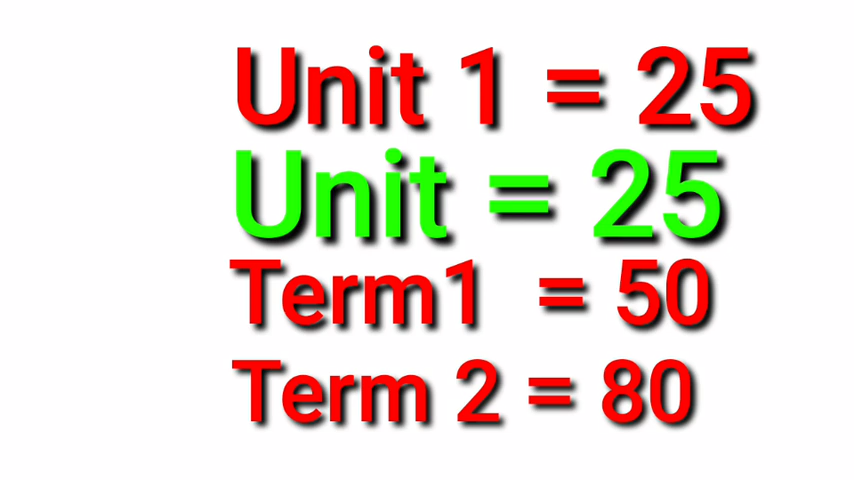 Unit 1 = 25
Unit = 25
Term1 = 50
Term 2 = 80